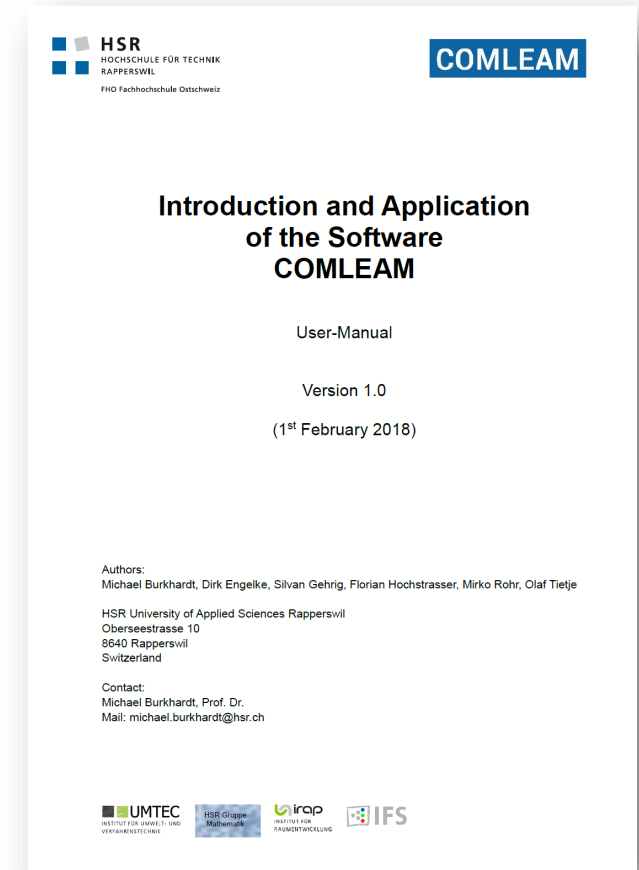 HSR
HOCHSCHULE FÜR TECHNIK
RAPPERSWIL
FHO Fachhochschule Ostschweiz
COMLEAM
Introduction and Application
of the Software
COMLEAM
User-Manual
Version 1.0
(1st February 2018)
Authors:
Michael Burkhardt, Dirk Engelke, Silvan Gehrig, Florian Hochstrasser, Mirko Rohr, Olaf Tietje
HSR University of Applied Sciences Rapperswil
Oberseestrasse 10
8640 Rapperswil
Switzerland
Contact:
Michael Burkhardt, Prof. Dr.
Mail: michael.burkhardt@hsr.ch
UMTEC
INSTITUT FÜR UMWELT- UND
VERFAHRENSTECHNIK
HSR Gruppe
Mathematik
irap
INSTITUT FÜR
RAUMENTWICKLUNG
IFS